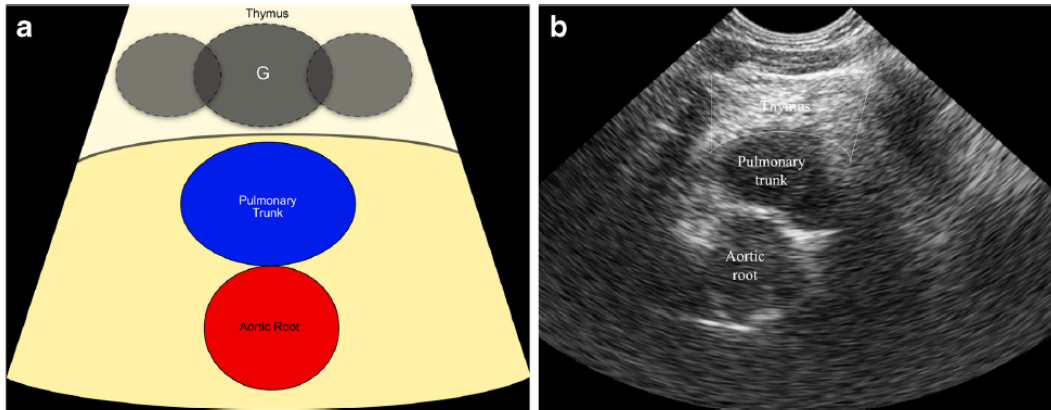 a
Thymus
G
Pulmonary
Trunk
Aortic Root
b
Thymus
Pulmonary
trunk
Aortic
root